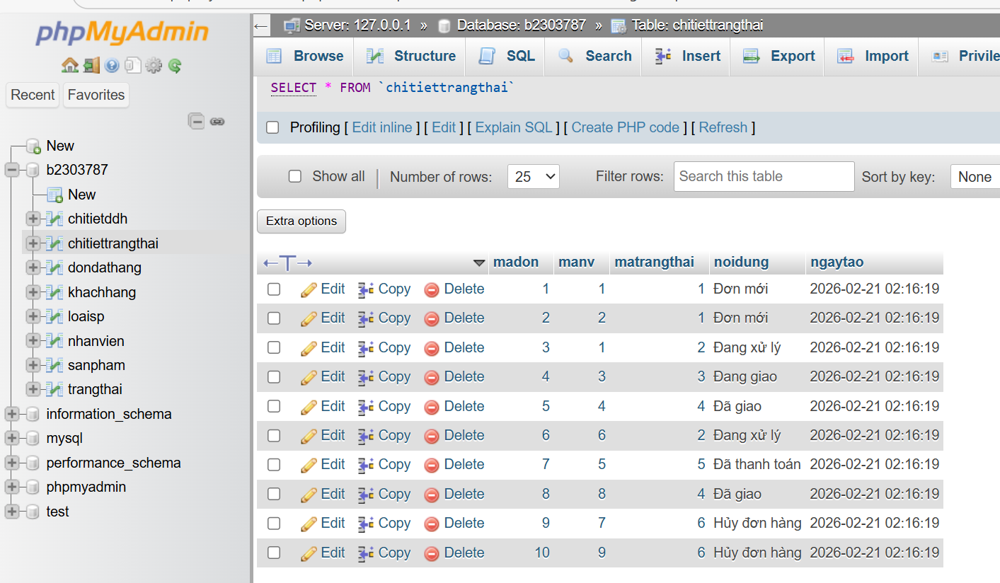 phpMyAdmin
Recent Favorites
New
b2303787
New
chitietddh
chitiettrangthai
dondathang
khachhang
loaisp
nhanvien
sanpham
trangthai
information_schema
mysql
performance_schema
phpmyadmin
test
Server: 127.0.0.1 » Database: b2303787 » Table: chitiettrangthai
Browse Structure SQL Search Insert Export Import Privile
SELECT * FROM `chitiettrangthai`
Profiling [ Edit inline ] [ Edit ] [ Explain SQL ] [ Create PHP code ] [ Refresh ]
Show all | Number of rows: 25 Filter rows: Search this table Sort by key: None
Extra options
←T→ madon manv matrangthai noidung ngaytao
Edit Copy Delete 1 1 1 Đơn mới 2026-02-21 02:16:19
Edit Copy Delete 2 2 1 Đơn mới 2026-02-21 02:16:19
Edit Copy Delete 3 1 2 Đang xử lý 2026-02-21 02:16:19
Edit Copy Delete 4 3 3 Đang giao 2026-02-21 02:16:19
Edit Copy Delete 5 4 4 Đã giao 2026-02-21 02:16:19
Edit Copy Delete 6 6 2 Đang xử lý 2026-02-21 02:16:19
Edit Copy Delete 7 5 5 Đã thanh toán 2026-02-21 02:16:19
Edit Copy Delete 8 8 4 Đã giao 2026-02-21 02:16:19
Edit Copy Delete 9 7 6 Hủy đơn hàng 2026-02-21 02:16:19
Edit Copy Delete 10 9 6 Hủy đơn hàng 2026-02-21 02:16:19